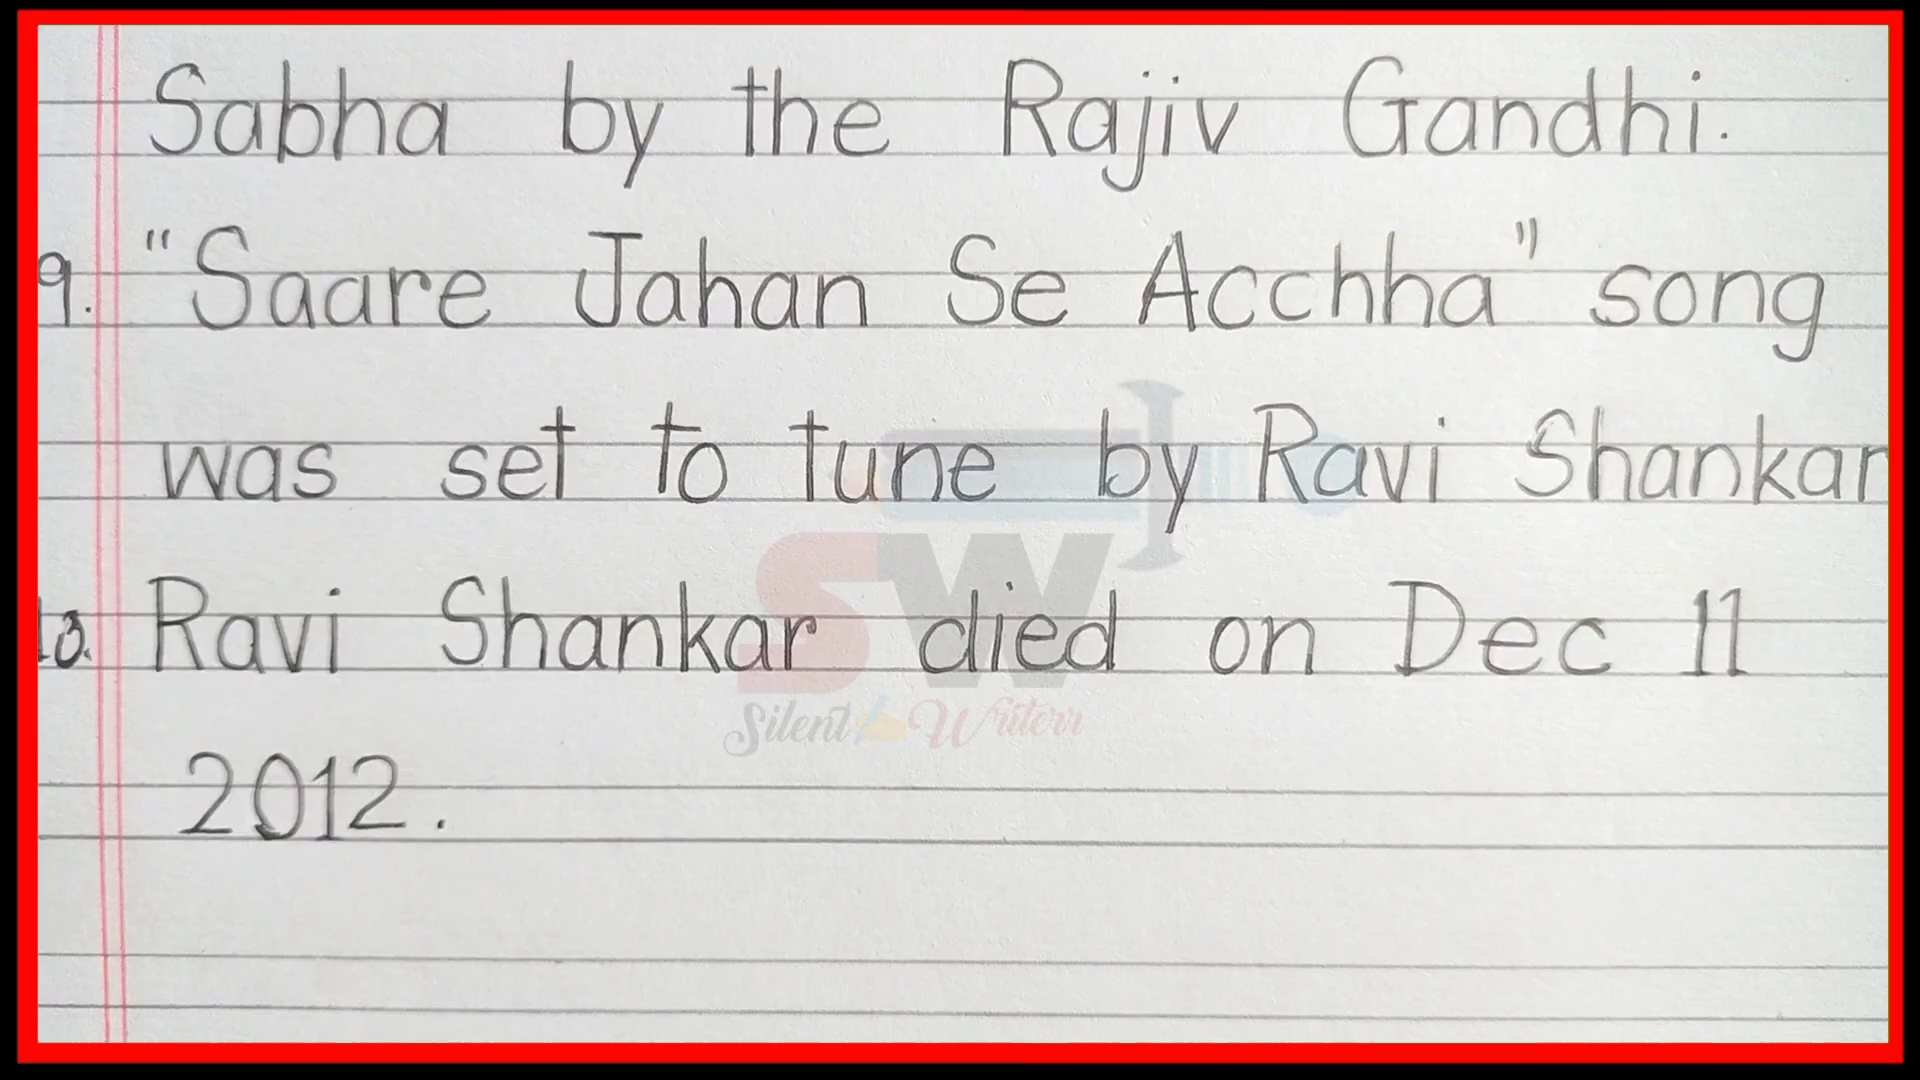 Sabha by the Rajiv Gandhi.
9. "Saare Jahan Se Acchha" song
was set to tune by Ravi Shankar
10. Ravi Shankar died on Dec 11
2012.
SW
Silent Writerr